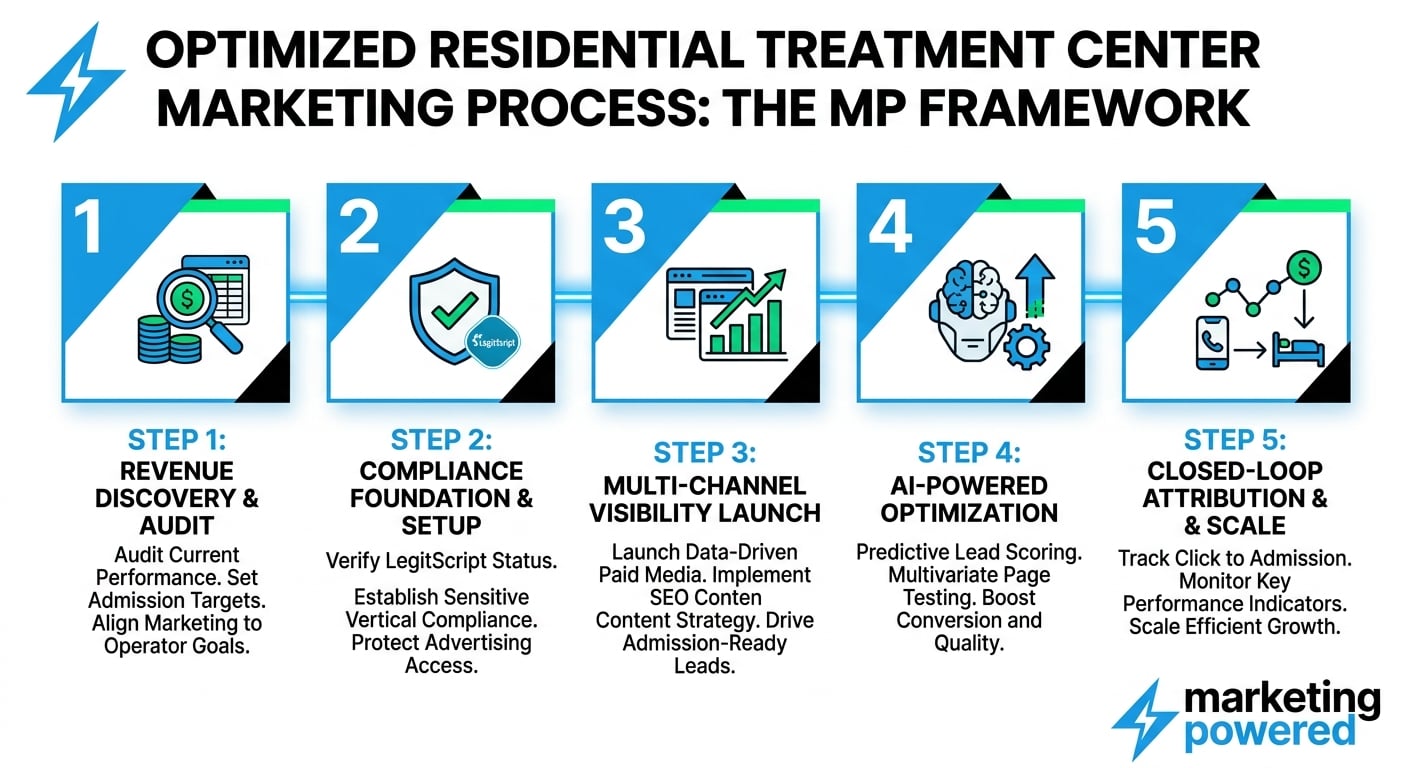 OPTIMIZED RESIDENTIAL TREATMENT CENTER
MARKETING PROCESS: THE MP FRAMEWORK
1
2
LegitScript
3
4
5
STEP 1:
REVENUE
DISCOVERY &
AUDIT
Audit Current
Performance. Set
Admission Targets.
Align Marketing to
Operator Goals.
STEP 2:
COMPLIANCE
FOUNDATION &
SETUP
Verify LegitScript Status.
Establish Sensitive
Vertical Compliance.
Protect Advertising
Access.
STEP 3:
MULTI-CHANNEL
VISIBILITY LAUNCH
Launch Data-Driven
Paid Media. Implement
SEO Conten
Content Strategy. Drive
Admission-Ready
Leads.
STEP 4:
AI-POWERED
OPTIMIZATION
Predictive Lead Scoring.
Multivariate Page
Testing. Boost
Conversion and
Quality.
STEP 5:
CLOSED-LOOP
ATTRIBUTION &
& SCALE
Track Click to Admission.
Monitor Key
Performance Indicators.
Scale Efficient Growth.
marketing
powered